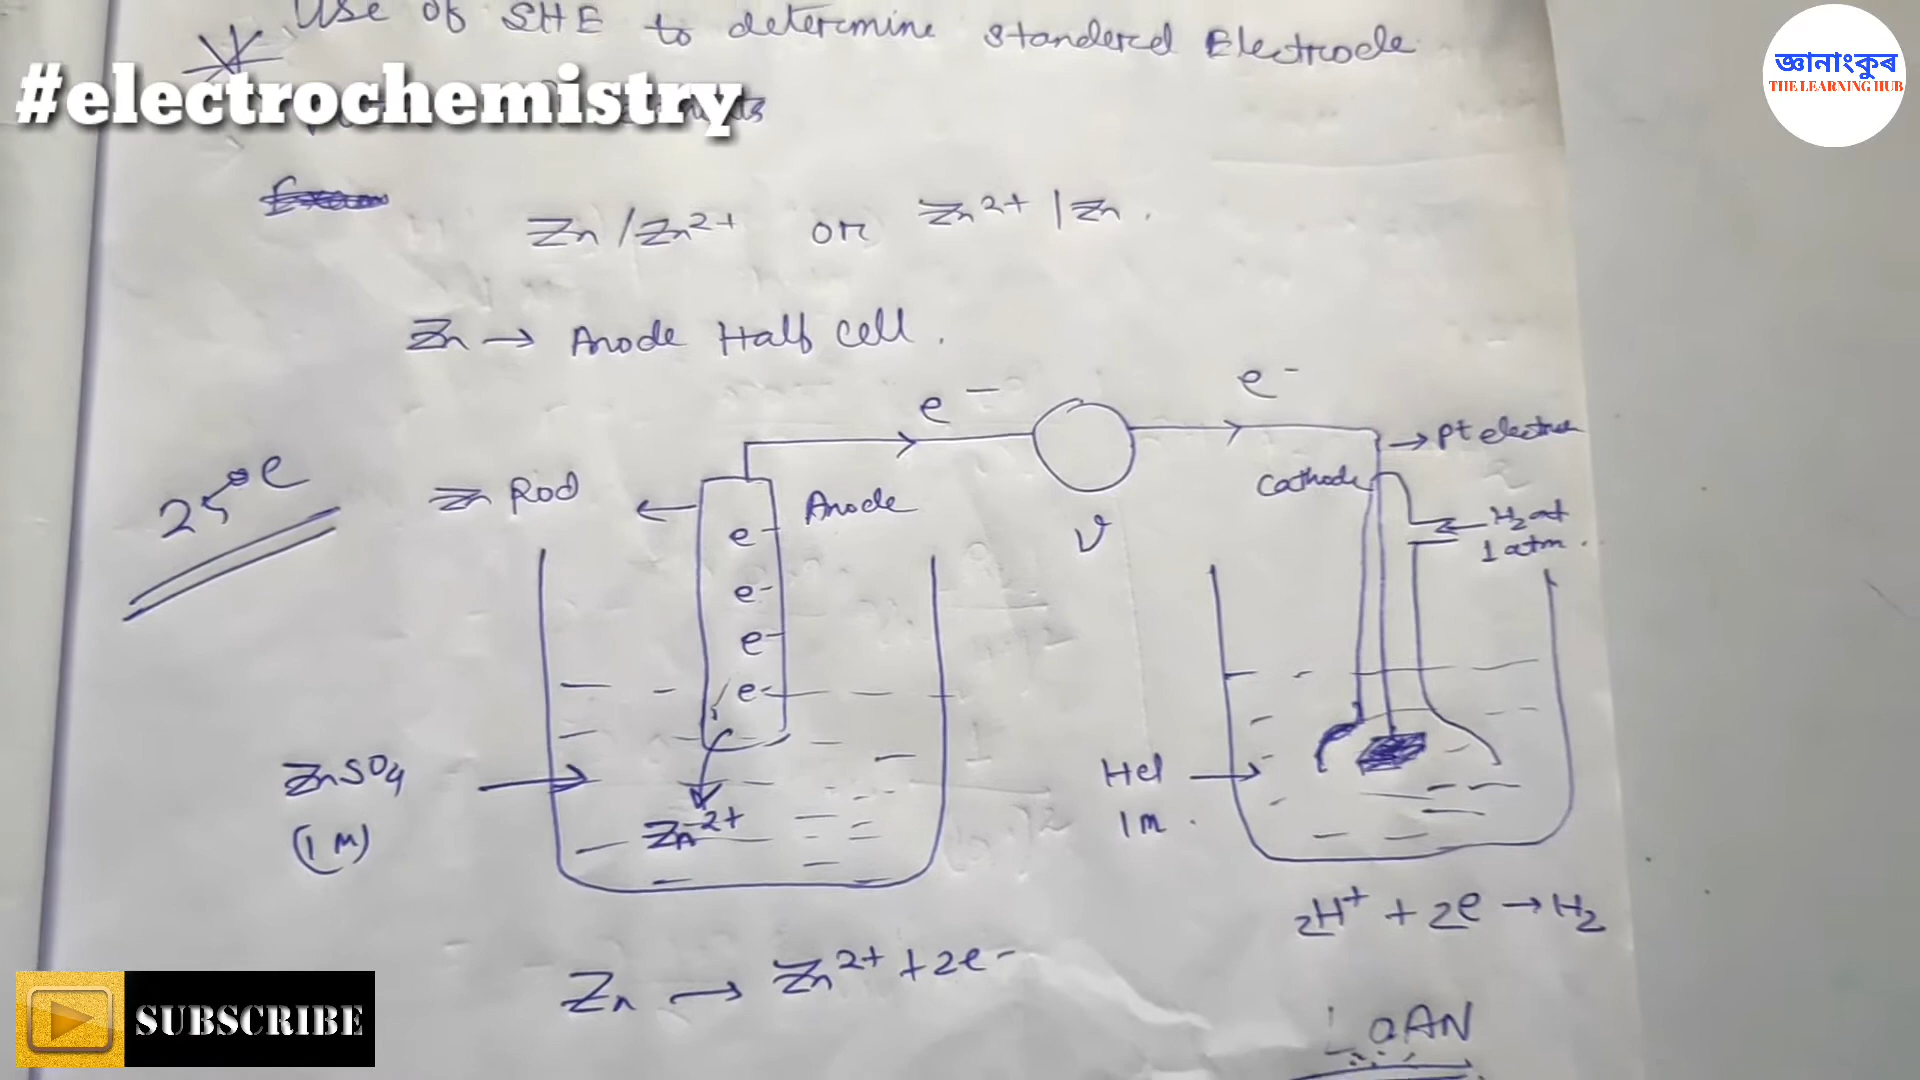 Use of SHE to determine standered Electrode
#electrochemistry
জ্ঞানাংকুৰ
THE LEARNING HUB
Zn/Zn2+ or Zn2+|Zn.
Zn → Anode Half cell.
e- e-
→ Pt
25°C
Zn Rod ← Anode
Cathode
← H2 at
1 atm.
V
e-
e-
e-
e-
ZnSO4 →
(1 M)
Zn2+
Hcl →
1m.
2H+ + 2e → H2
Zn → Zn2+ + 2e-
SUBSCRIBE
LOAN